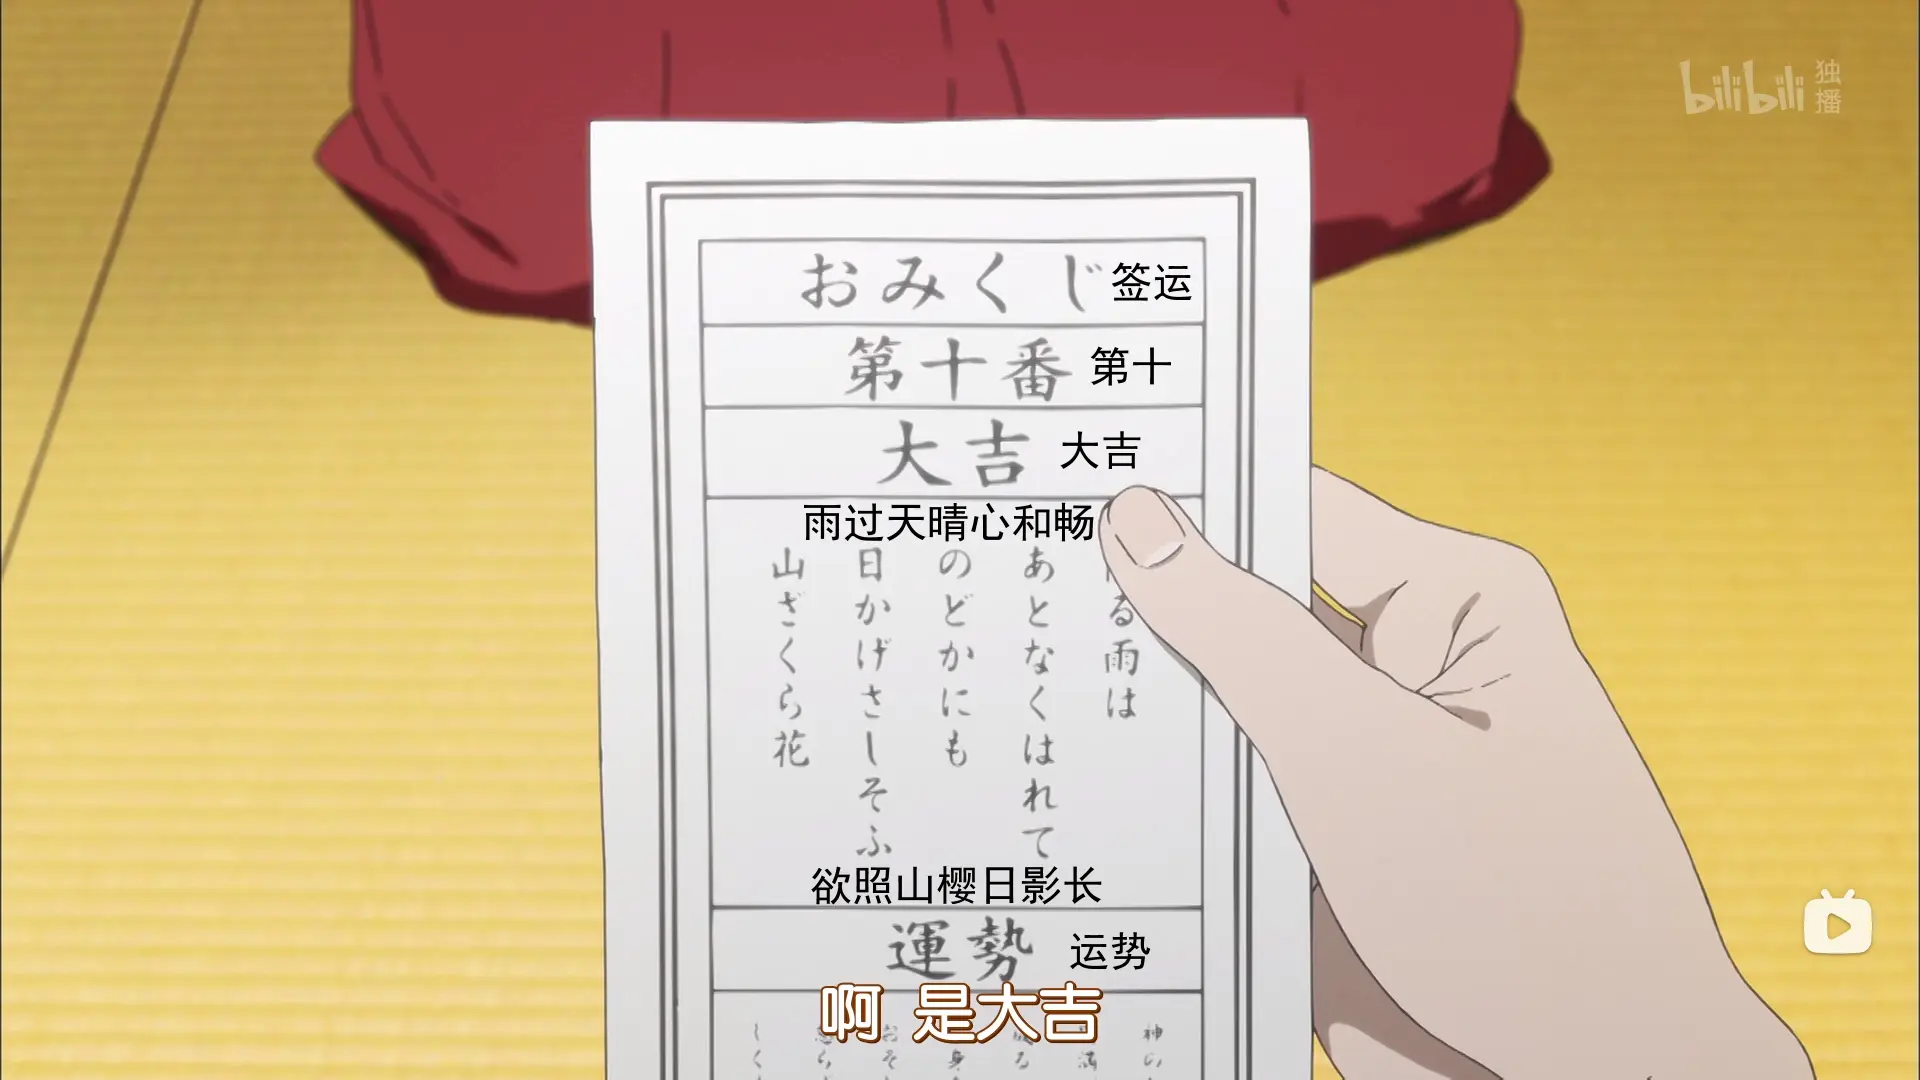 bilibili 独播
おみくじ 签运
第十番 第十
大吉 大吉
雨过天晴心和畅
る雨は
あとなくはれて
のどかにも
日かげさしそふ
山ざくら花
欲照山樱日影长
運勢 运势
啊 是大吉